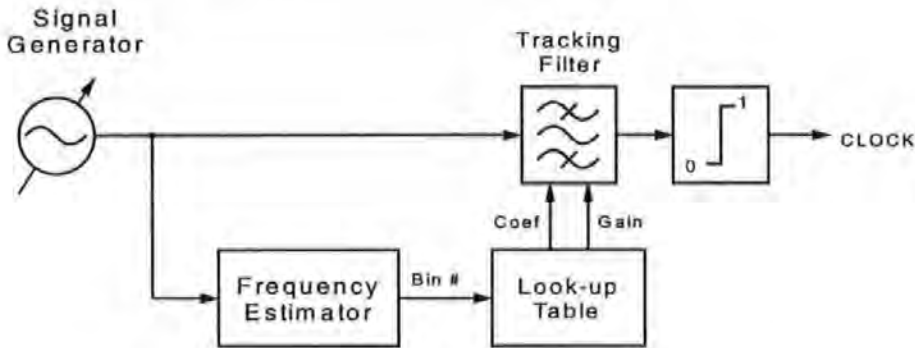 Signal
Generator
Tracking
Filter
1
0
CLOCK
Coef
Gain
Frequency
Estimator
Bin #
Look-up
Table